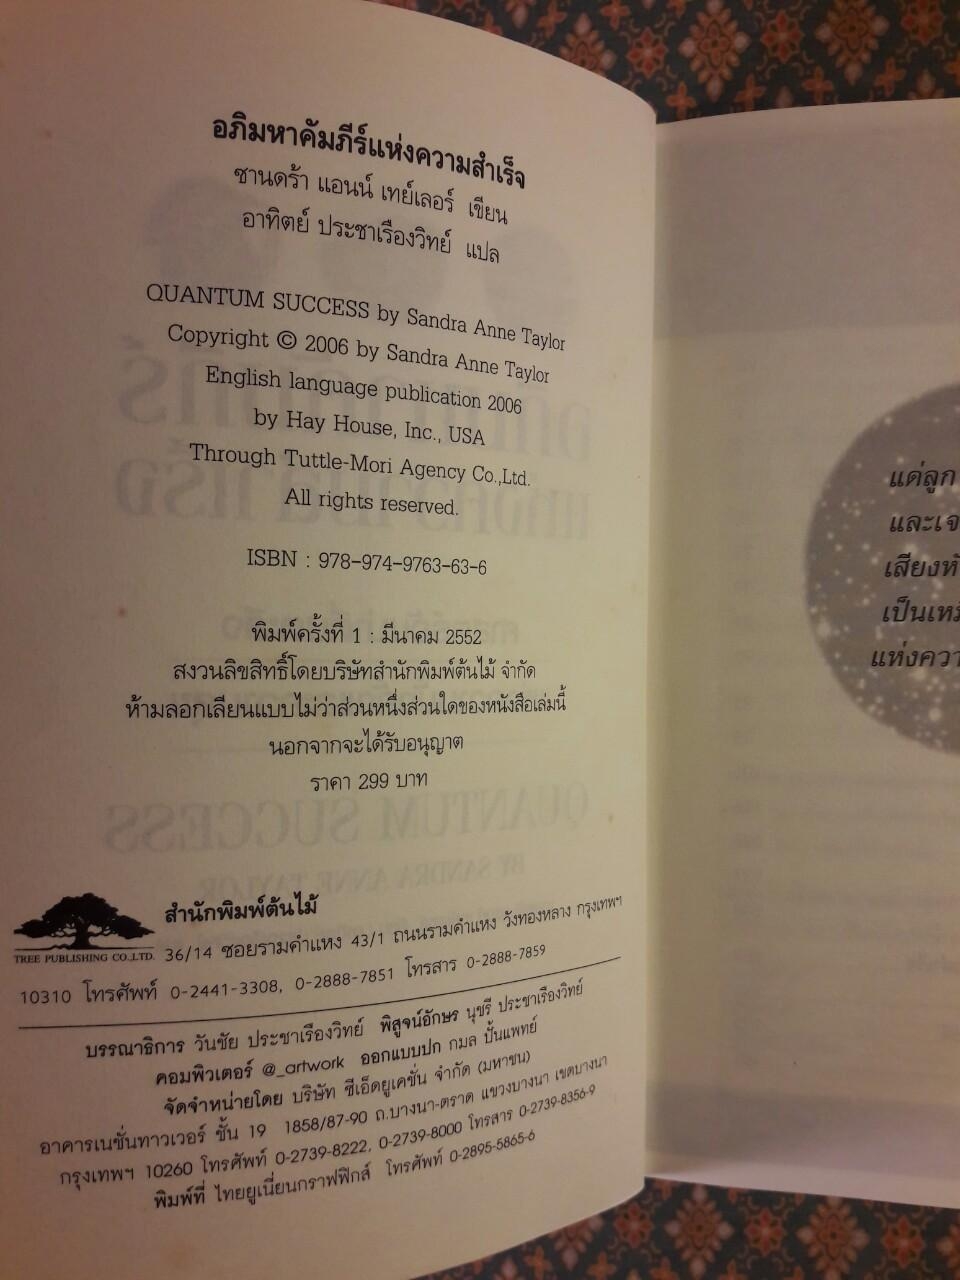 อภิมหาคัมภีร์แห่งความสำเร็จ
ซานดร้า แอนน์ เทย์เลอร์ เขียน
อาทิตย์ ประชาเรืองวิทย์ แปล
QUANTUM SUCCESS by Sandra Anne Taylor
Copyright © 2006 by Sandra Anne Taylor
English language publication 2006
by Hay House, Inc., USA
Through Tuttle-Mori Agency Co.,Ltd.
All rights reserved.
ISBN : 978-974-9763-63-6
พิมพ์ครั้งที่ 1 : มีนาคม 2552
สงวนลิขสิทธิ์โดยบริษัทสำนักพิมพ์ต้นไม้ จำกัด
ห้ามลอกเลียนแบบไม่ว่าส่วนหนึ่งส่วนใดของหนังสือเล่มนี้
นอกจากจะได้รับอนุญาต
ราคา 299 บาท
TREE PUBLISHING CO.,LTD.
สำนักพิมพ์ต้นไม้
36/14 ซอยรามคำแหง 43/1 ถนนรามคำแหง วังทองหลาง กรุงเทพฯ
10310 โทรศัพท์ 0-2441-3308, 0-2888-7851 โทรสาร 0-2888-7859
บรรณาธิการ วันชัย ประชาเรืองวิทย์ พิสูจน์อักษร นุชรี ประชาเรืองวิทย์
คอมพิวเตอร์ @_artwork ออกแบบปก กมล ปั้นแพทย์
จัดจำหน่ายโดย บริษัท ซีเอ็ดยูเคชั่น จำกัด (มหาชน)
อาคารเนชั่นทาวเวอร์ ชั้น 19 1858/87-90 ถ.บางนา-ตราด แขวงบางนา เขตบางนา
กรุงเทพฯ 10260 โทรศัพท์ 0-2739-8222, 0-2739-8000 โทรสาร 0-2739-8356-9
พิมพ์ที่ ไทยยูเนี่ยนกราฟฟิกส์ โทรศัพท์ 0-2895-5865-6
แด่ลูก
และเจ
เสียงหั
เป็นเหมื
แห่งควา